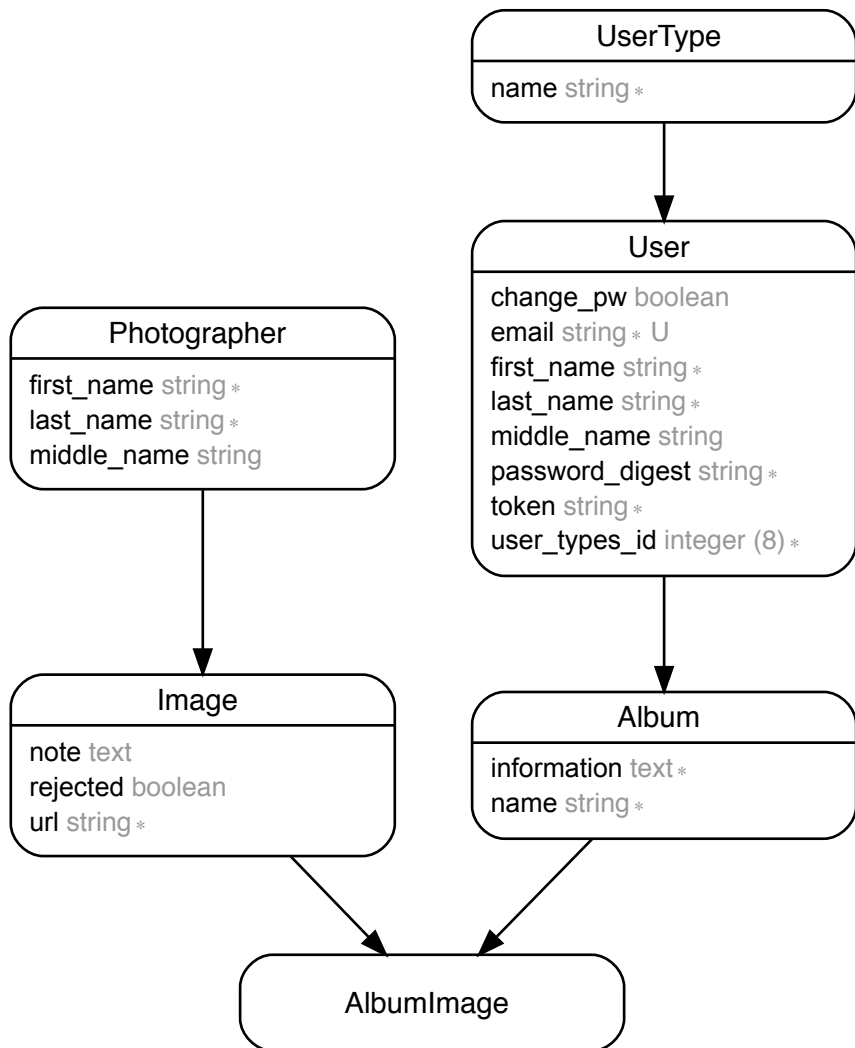 UserType
name string *
User
change_pw boolean
email string * U
first_name string *
last_name string *
middle_name string
password_digest string *
token string *
user_types_id integer (8) *
Photographer
first_name string *
last_name string *
middle_name string
Image
note text
rejected boolean
url string *
Album
information text *
name string *
AlbumImage